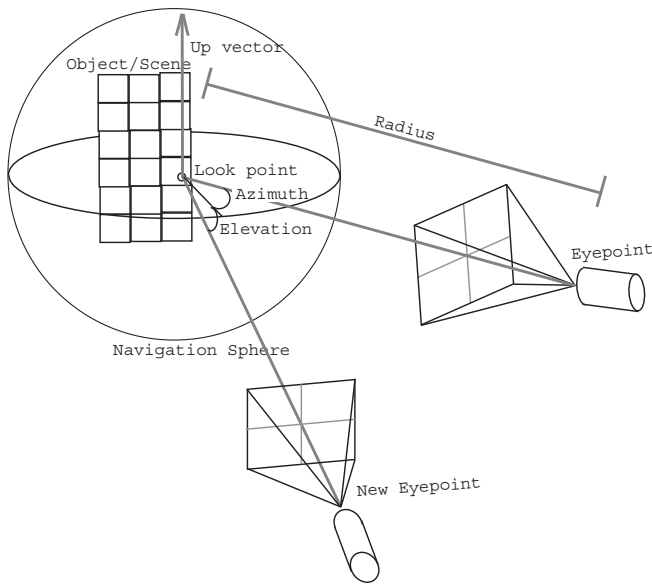 Up vector
Object/Scene
Radius
Look point
Azimuth
Elevation
Eyepoint
Navigation Sphere
New Eyepoint